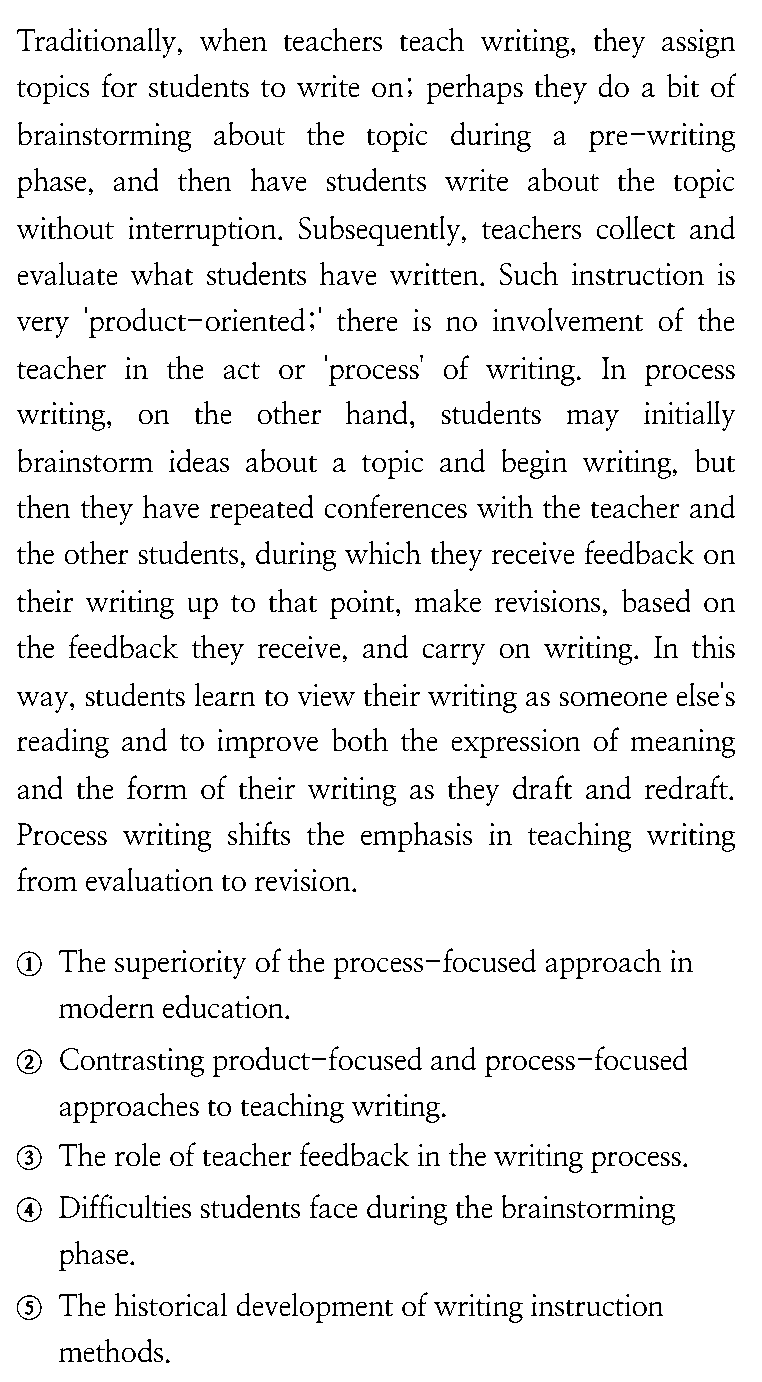 Traditionally, when teachers teach writing, they assign
topics for students to write on; perhaps they do a bit of
brainstorming about the topic during a pre-writing
phase, and then have students write about the topic
without interruption. Subsequently, teachers collect and
evaluate what students have written. Such instruction is
very 'product-oriented;' there is no involvement of the
teacher in the act or 'process' of writing. In process
writing, on the other hand, students may initially
brainstorm ideas about a topic and begin writing, but
then they have repeated conferences with the teacher and
the other students, during which they receive feedback on
their writing up to that point, make revisions, based on
the feedback they receive, and carry on writing. In this
way, students learn to view their writing as someone else's
reading and to improve both the expression of meaning
and the form of their writing as they draft and redraft.
Process writing shifts the emphasis in teaching writing
from evaluation to revision.
① The superiority of the process-focused approach in
modern education.
② Contrasting product-focused and process-focused
approaches to teaching writing.
③ The role of teacher feedback in the writing process.
④ Difficulties students face during the brainstorming
phase.
⑤ The historical development of writing instruction
methods.